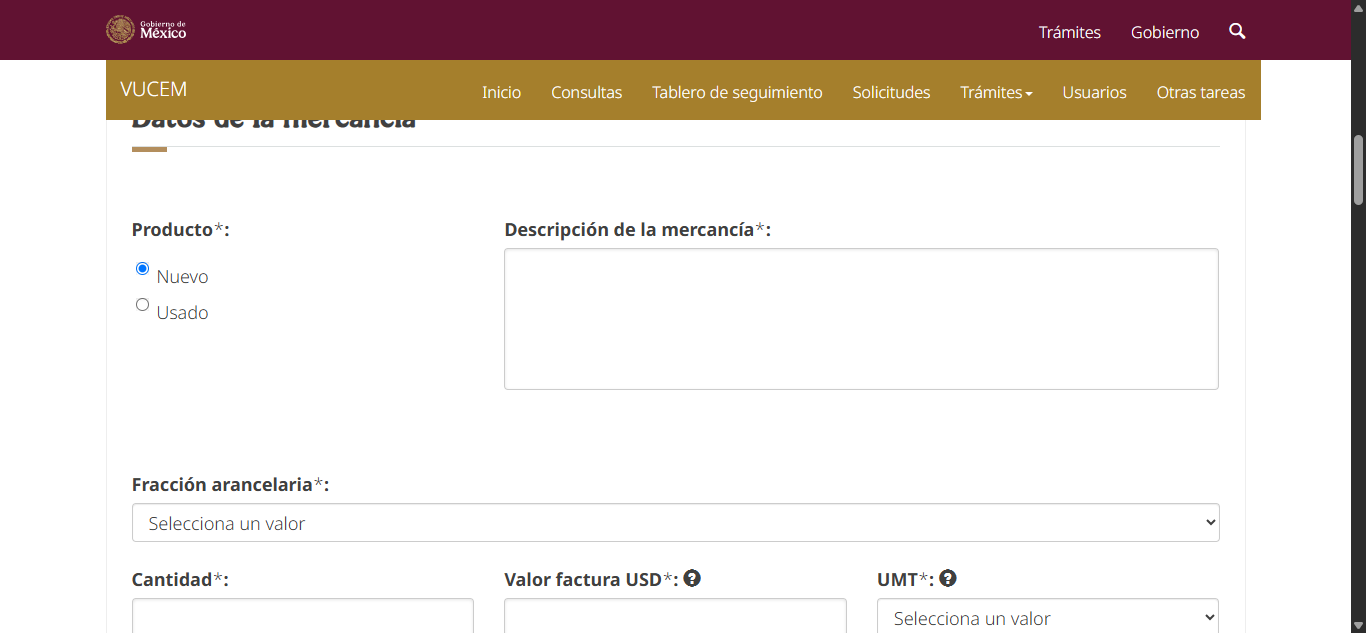 Gobierno de
México
Trámites
Gobierno
VUCEM
Inicio
Consultas
Tablero de seguimiento
Solicitudes
Trámites
Usuarios
Otras tareas
Datos de la mercancía
Producto*:
Nuevo
Usado
Descripción de la mercancía*:
Fracción arancelaria*:
Selecciona un valor
Cantidad*:
Valor factura USD*: ?
UMT*: ?
Selecciona un valor